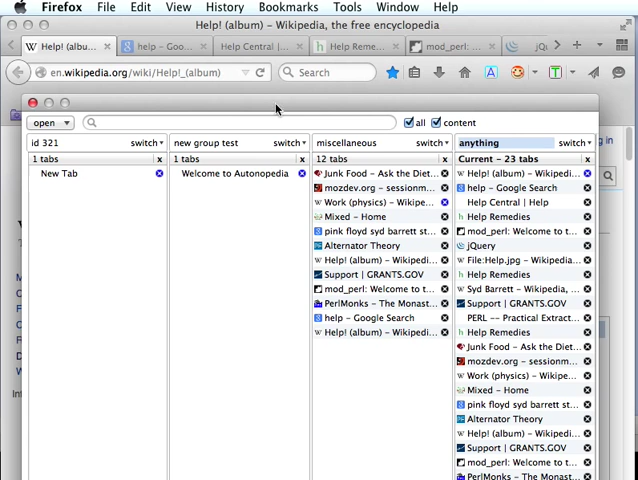 Firefox File Edit View History Bookmarks Tools Window Help
Help! (album) – Wikipedia, the free encyclopedia
Help! (albu... × help – Goo... × Help Central |... × Help Reme... × mod_perl: ... × jQu
en.wikipedia.org/wiki/Help!_(album) Search
open all content
id 321 switch new group test switch miscellaneous switch anything switch
1 tabs x 1 tabs x 12 tabs x Current – 23 tabs x
New Tab Welcome to Autonopedia Junk Food – Ask the Diet... Help! (album) – Wikipedi...
mozdev.org – sessionm... help – Google Search
Work (physics) – Wikipe... Help Central | Help
Mixed – Home Help Remedies
pink floyd syd barrett st... mod_perl: Welcome to t...
Alternator Theory jQuery
Help! (album) – Wikipedi... File:Help.jpg – Wikipedia...
Support | GRANTS.GOV Help Remedies
mod_perl: Welcome to t... Syd Barrett – Wikipedia, ...
PerlMonks – The Monast... Support | GRANTS.GOV
help – Google Search PERL –– Practical Extract...
Help! (album) – Wikipedi... Help Remedies
Junk Food – Ask the Diet...
mozdev.org – sessionm...
Work (physics) – Wikipe...
Mixed – Home
pink floyd syd barrett st...
Alternator Theory
Help! (album) – Wikipedi...
Support | GRANTS.GOV
mod_perl: Welcome to t...
PerlMonks – The Monast...